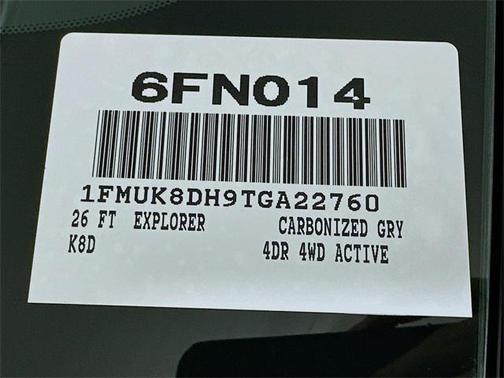 6FN014
1FMUK8DH9TGA22760
26 FT EXPLORER CARBONIZED GRY
K8D 4DR 4WD ACTIVE